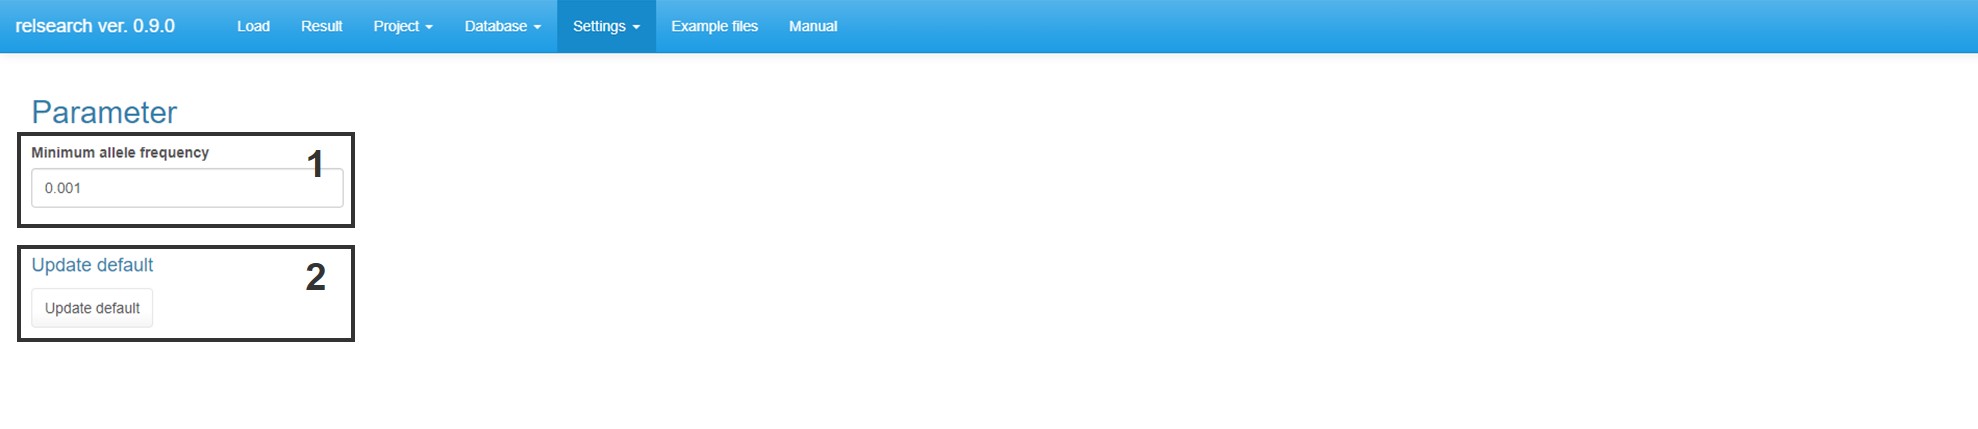 relsearch ver. 0.9.0 Load Result Project Database Settings Example files Manual
Parameter
Minimum allele frequency
1
0.001
Update default
2
Update default